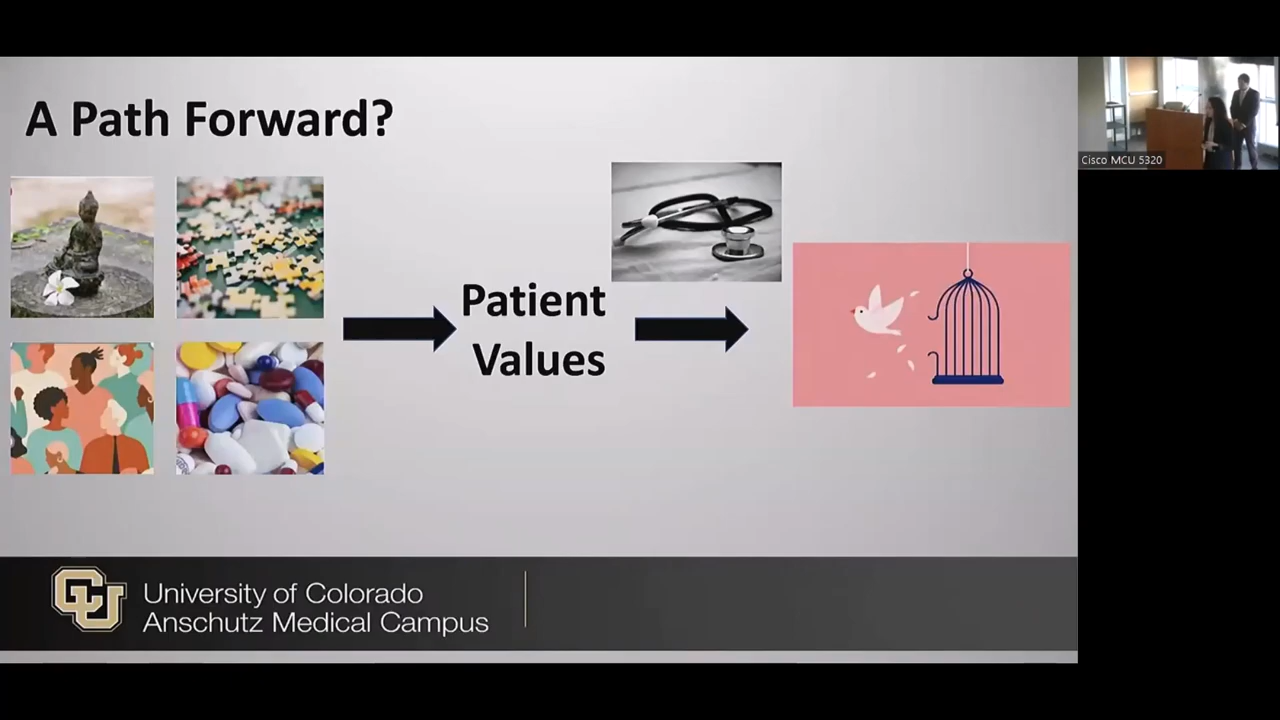 A Path Forward?
Patient
Values
Cisco MCU 5320
University of Colorado
Anschutz Medical Campus